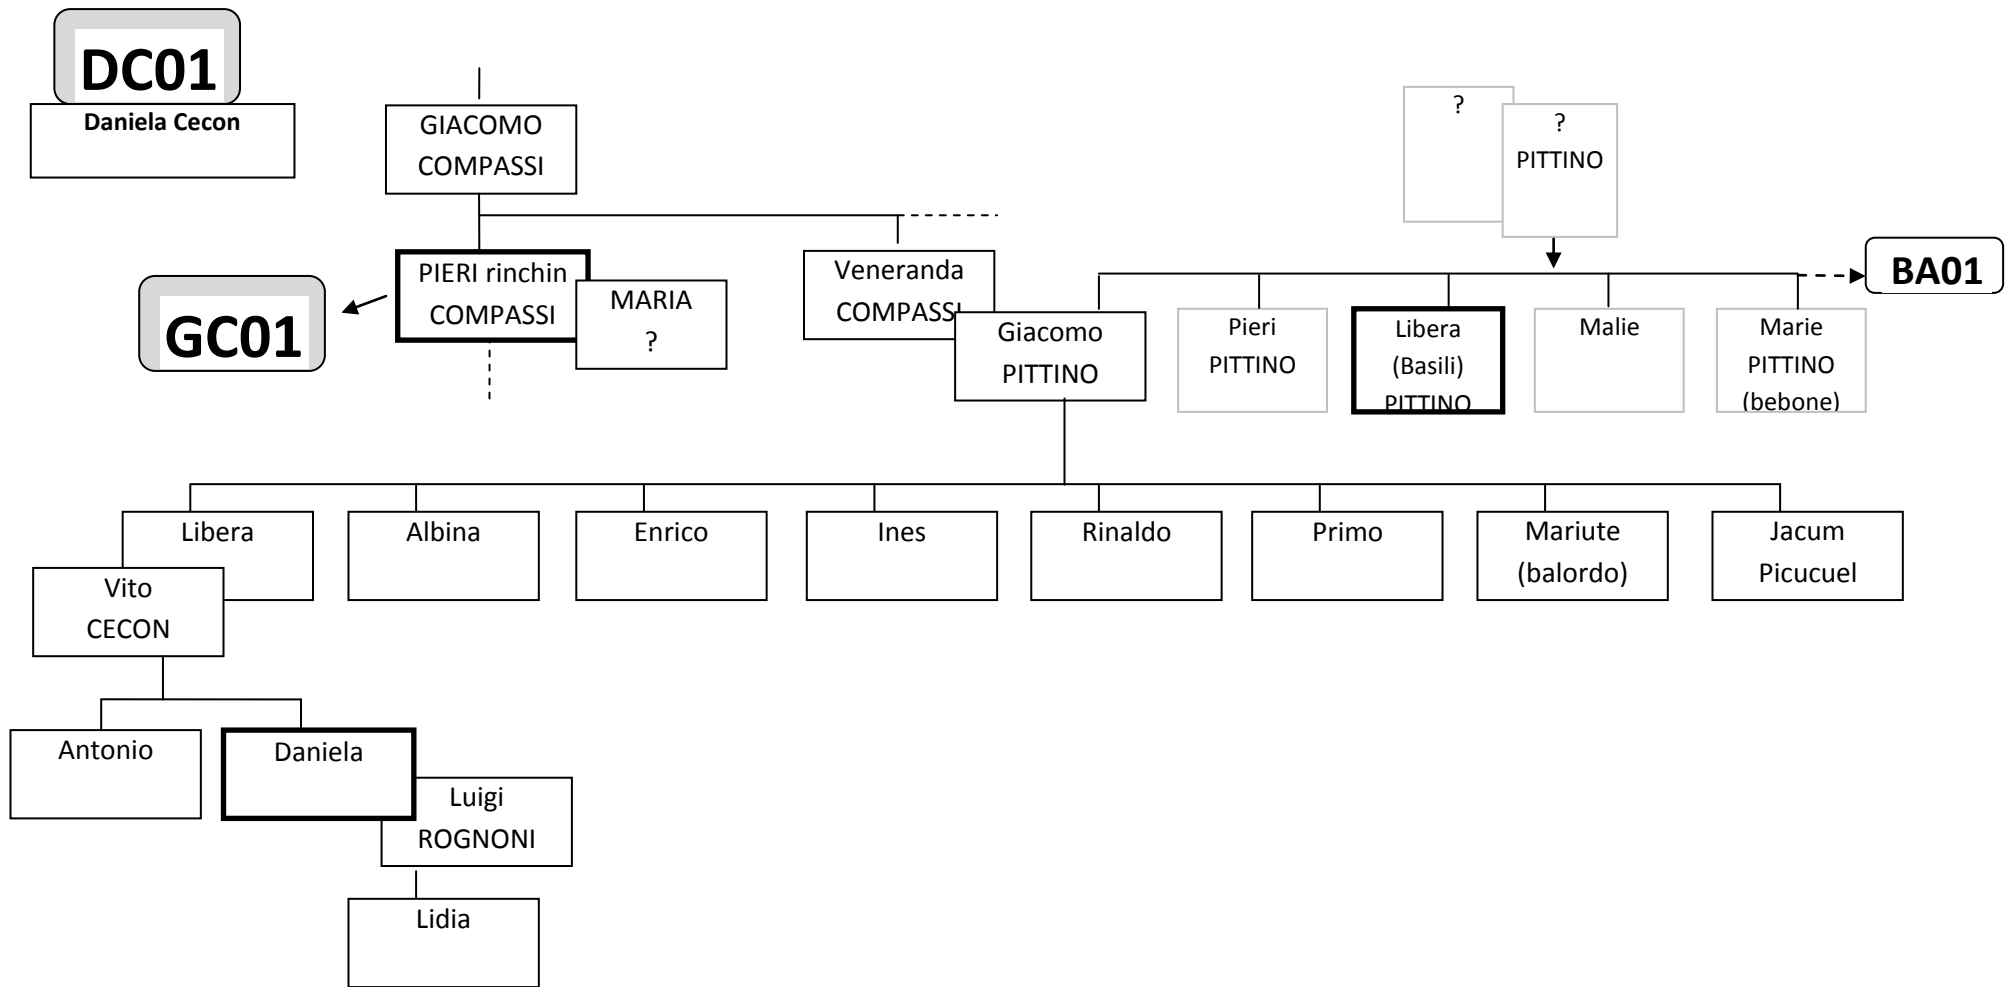 DC01
Daniela Cecon
GIACOMO
COMPASSI
?
?
PITTINO
PIERI rinchin
COMPASSI
MARIA
?
Veneranda
COMPASSI
Giacomo
PITTINO
Pieri
PITTINO
Libera
(Basili)
PITTINO
Malie
Marie
PITTINO
(bebone)
BA01
GC01
Libera
Albina
Enrico
Ines
Rinaldo
Primo
Mariute
(balordo)
Jacum
Picucuel
Vito
CECON
Antonio
Daniela
Luigi
ROGNONI
Lidia